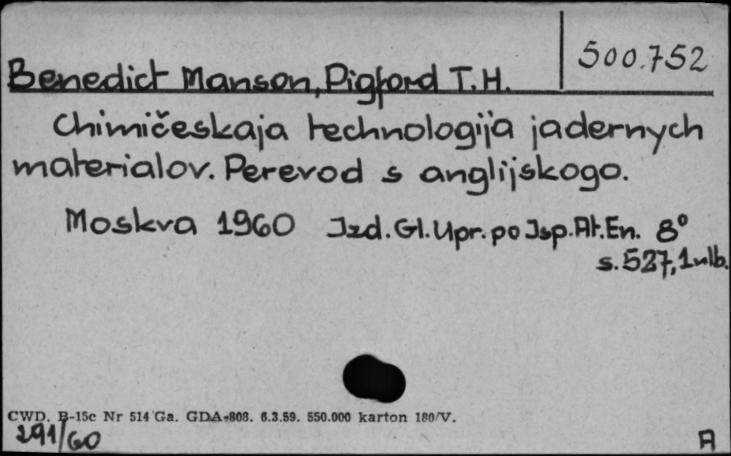 500.752
Benedict Manson, Pigford T.H.
Chimičeskaja technologija jadernych
materialov. Perevod s anglijskogo.
Moskva 1960 Izd. Gl. Upr. po Isp. At. En. 8°
s. 527, 1 nlb.
CWD. B-15c Nr 514 Ga. GDA-808. 6.3.59. 550.000 karton 180/V.
291/60
A